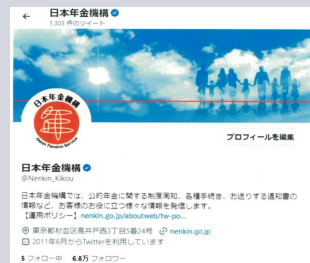 日本年金機構
1,303 件のツイート
日本年金機構
Japan Pension Service
プロフィールを編集
日本年金機構
@Nenkin_Kikou
日本年金機構では、公的年金に関する制度周知、各種手続き、お送りする通知書の
情報など、お客様のお役に立つ様々な情報を発信します。
【運用ポリシー】nenkin.go.jp/aboutweb/tw-po...
東京都杉並区高井戸西3丁目5番24号 nenkin.go.jp
2011年6月からTwitterを利用しています
5 フォロー中 6.8万 フォロワー